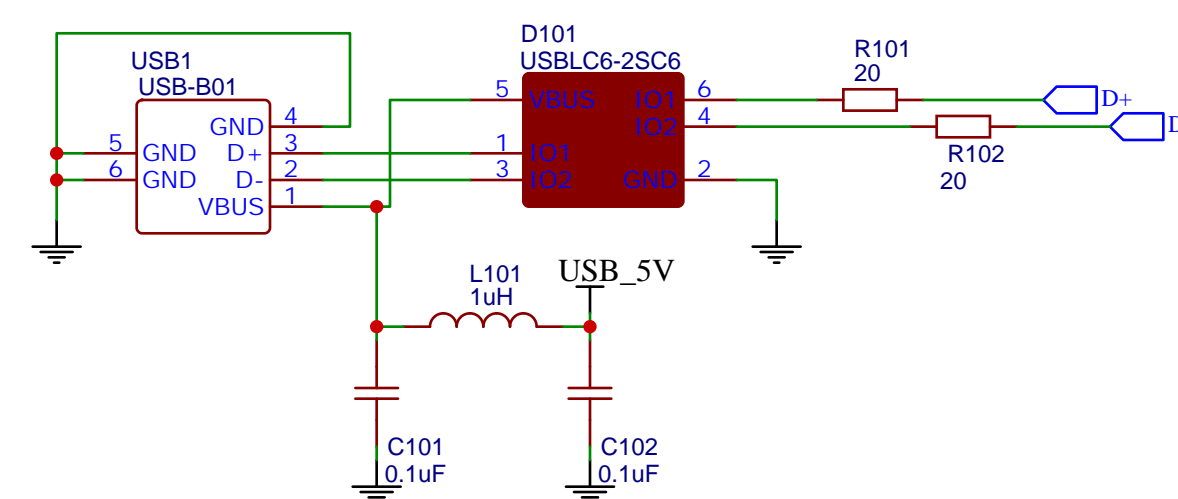 USB1
USB-B01
GND 4
5 GND D+ 3
6 GND D- 2
VBUS 1
D101
USBLC6-2SC6
5 VBUS IO1 6
IO2 4
1 IO1
3 IO2 GND 2
R101
20
D+
D
R102
20
L101
1uH
USB_5V
C101
0.1uF
C102
0.1uF